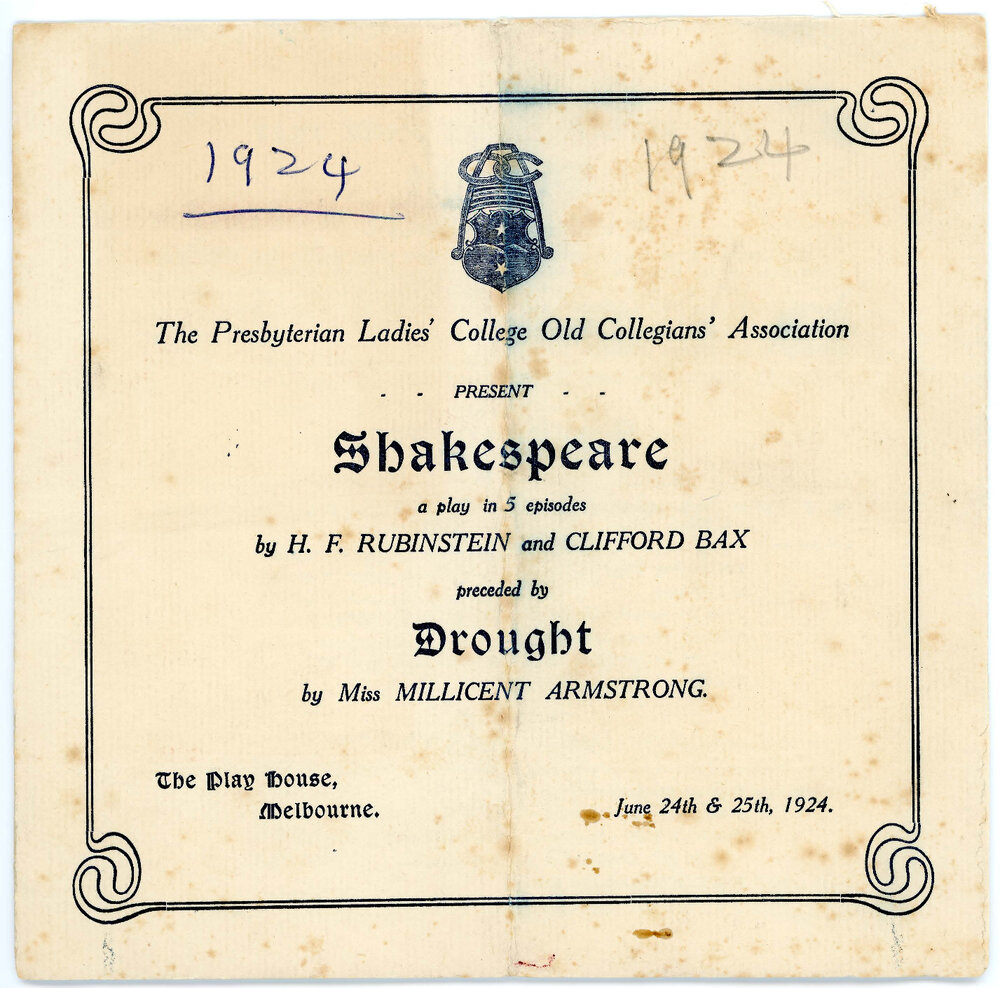 1924
1924
The Presbyterian Ladies' College Old Collegians' Association
- - PRESENT - -
Shakespeare
a play in 5 episodes
by H. F. RUBINSTEIN and CLIFFORD BAX
preceded by
Drought
by Miss MILLICENT ARMSTRONG.
The Play House,
Melbourne.
June 24th & 25th, 1924.